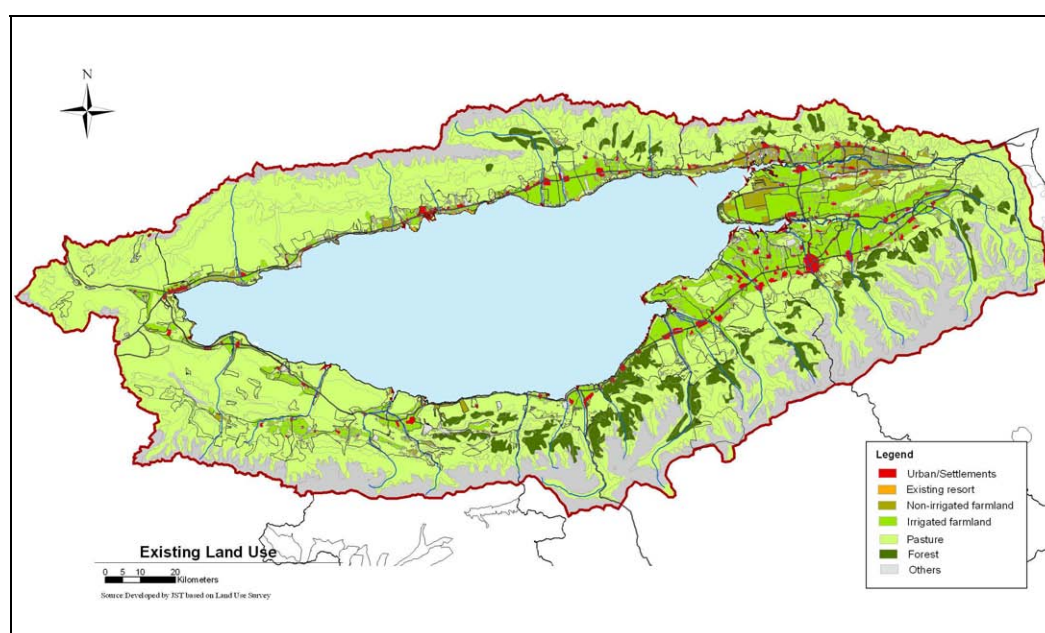 N
Legend
Urban/Settlements
Existing resort
Non-irrigated farmland
Irrigated farmland
Pasture
Forest
Others
Existing Land Use
0 5 10 20
Kilometers
Source:Developed by JST based on Land Use Survey